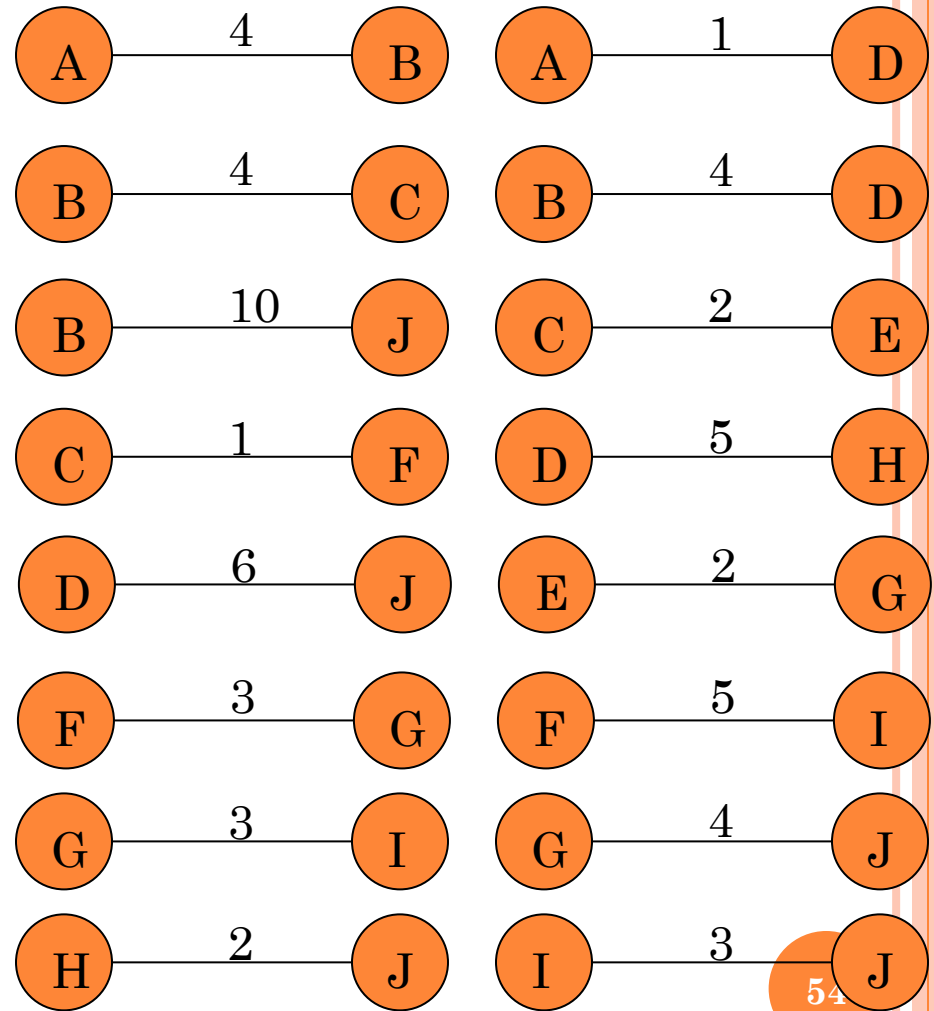 A 4 B A 1 D
B 4 C B 4 D
B 10 J C 2 E
C 1 F D 5 H
D 6 J E 2 G
F 3 G F 5 I
G 3 I G 4 J
H 2 J I 3 J
54